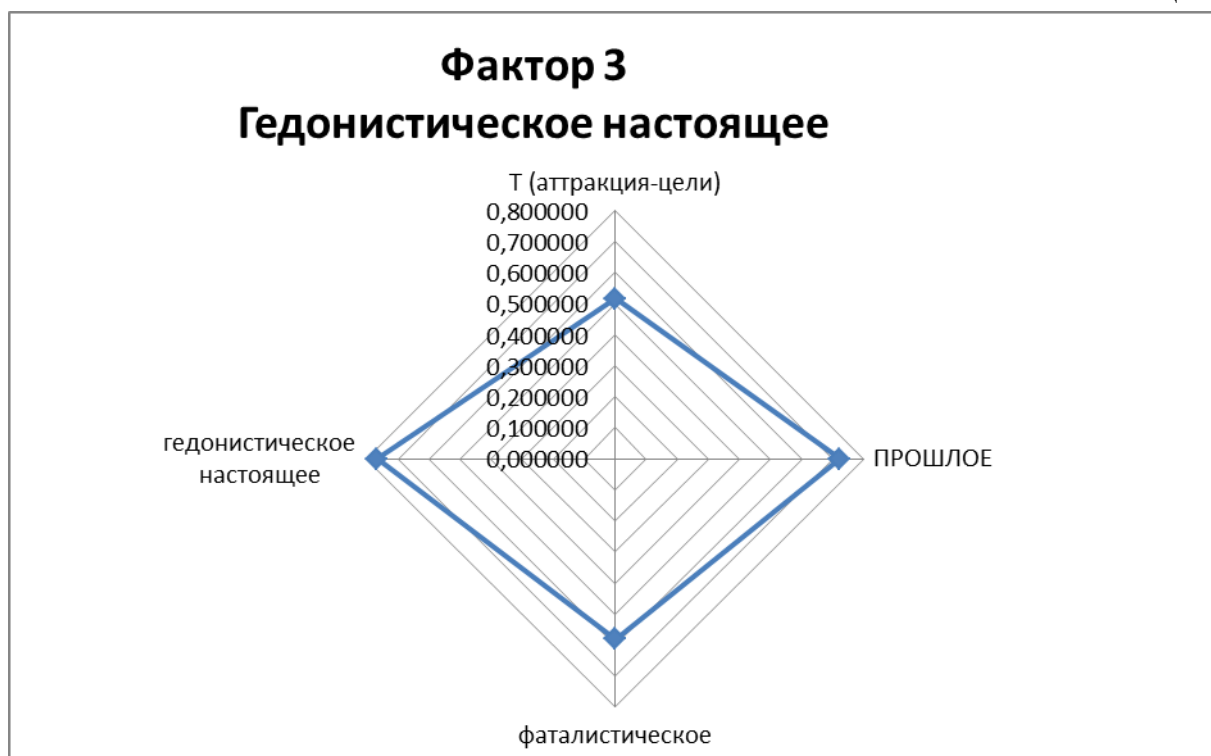 Фактор 3
Гедонистическое настоящее
Т (аттракция-цели)
0,800000
0,700000
0,600000
0,500000
0,400000
0,300000
0,200000
0,100000
0,000000
гедонистическое
настоящее
ПРОШЛОЕ
фаталистическое